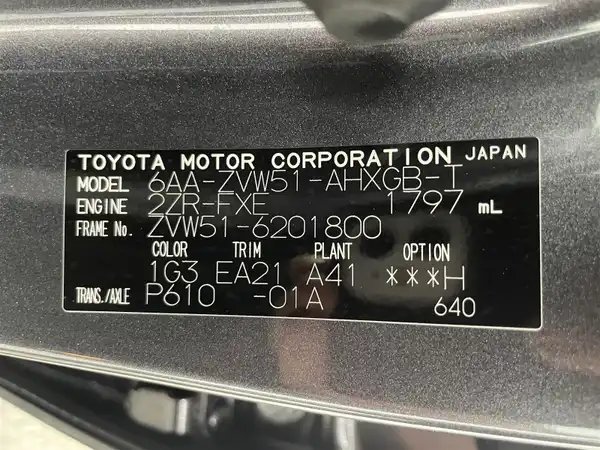 TOYOTA MOTOR CORPORATION JAPAN
MODEL 6AA-ZVW51-AHXGB-I
ENGINE 2ZR-FXE 1797 mL
FRAME No. ZVW51-6201800
COLOR TRIM PLANT OPTION
1G3 EA21 A41 ***H
TRANS./AXLE P610 -01A 640